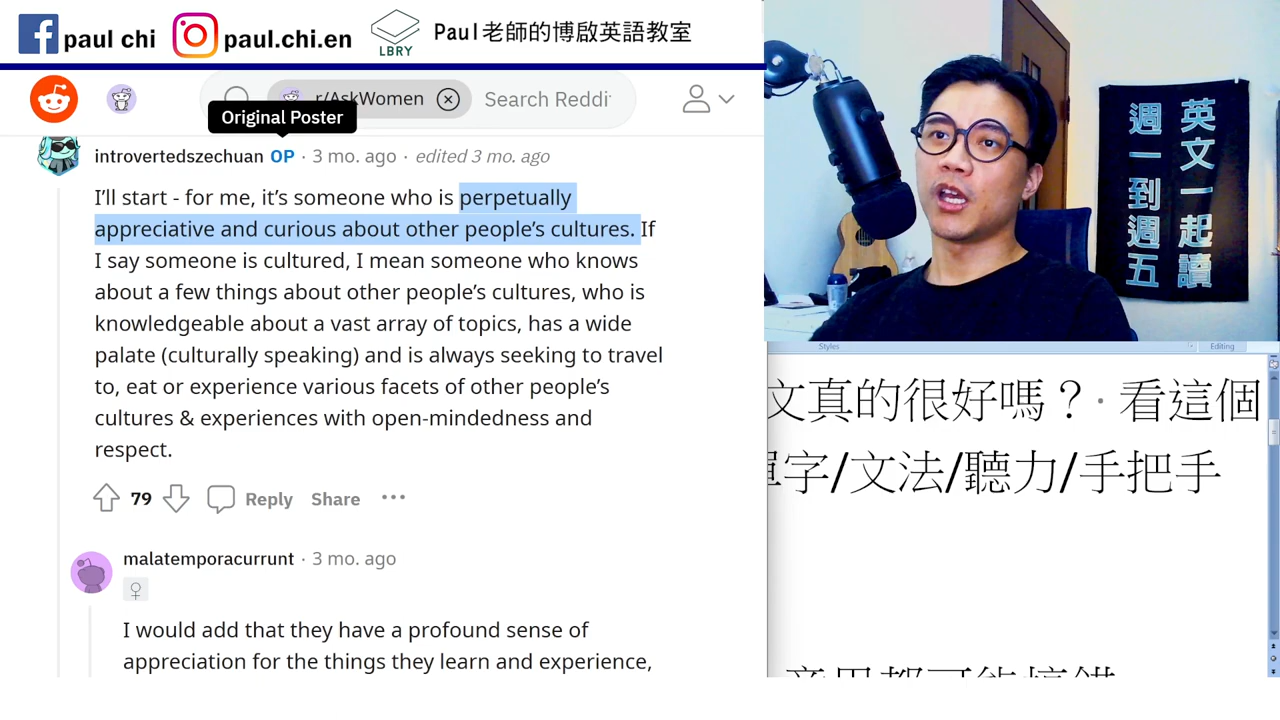 paul chi
paul.chi.en
LBRY
Paul老師的博啟英語教室
r/AskWomen
Search Reddi
Original Poster
introvertedszechuan OP · 3 mo. ago · edited 3 mo. ago
I’ll start - for me, it’s someone who is perpetually
appreciative and curious about other people’s cultures. If
I say someone is cultured, I mean someone who knows
about a few things about other people’s cultures, who is
knowledgeable about a vast array of topics, has a wide
palate (culturally speaking) and is always seeking to travel
to, eat or experience various facets of other people’s
cultures & experiences with open-mindedness and
respect.
79
Reply
Share
malatemporacurrunt · 3 mo. ago
I would add that they have a profound sense of
appreciation for the things they learn and experience,
英文一起讀
週一到週五
Styles
Editing
文真的很好嗎？· 看這個
單字/文法/聽力/手把手